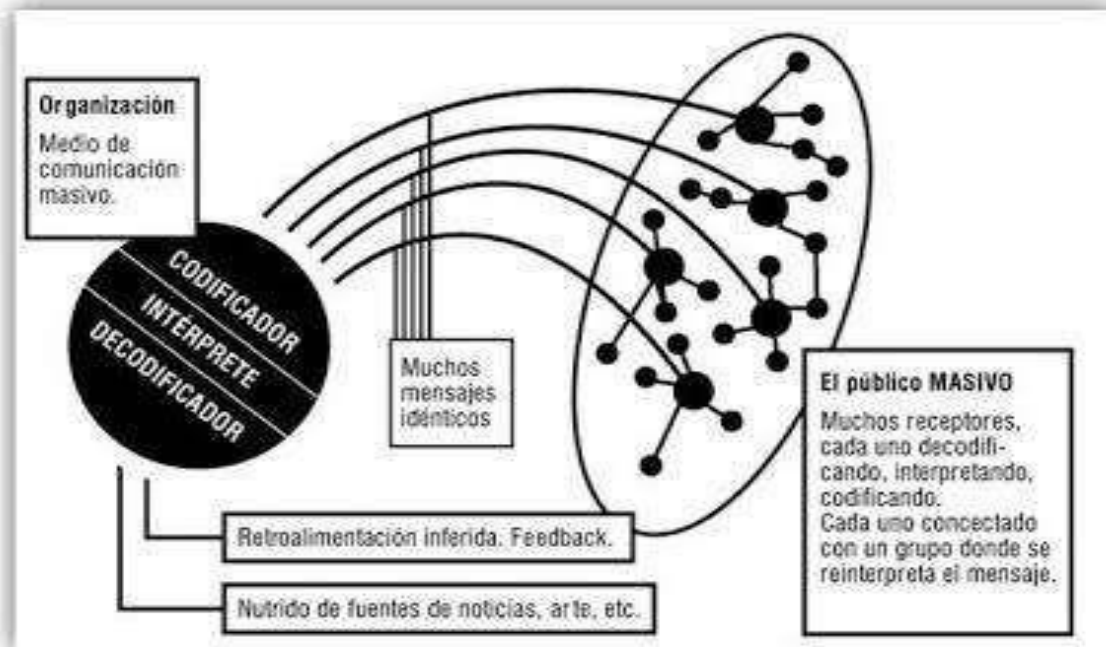 Organización
Medio de
comunicación
masivo.
CODIFICADOR
INTÉRPRETE
DECODIFICADOR
Muchos
mensajes
idénticos
El público MASIVO
Muchos receptores,
cada uno decodifi-
cando, interpretando,
codificando.
Cada uno concectado
con un grupo donde se
reinterpreta el mensaje.
Retroalimentación inferida. Feedback.
Nutrido de fuentes de noticias, arte, etc.